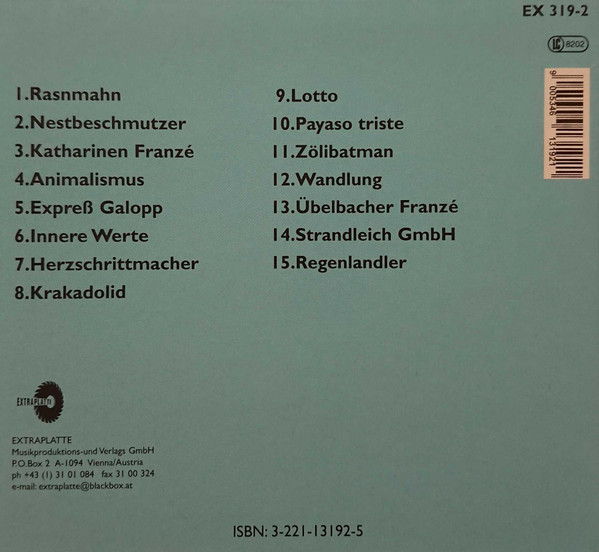 EX 319-2
LC 8202
9 005346 131921
1.Rasnmahn
2.Nestbeschmutzer
3.Katharinen Franzé
4.Animalismus
5.Expreß Galopp
6.Innere Werte
7.Herzschrittmacher
8.Krakadolid
9.Lotto
10.Payaso triste
11.Zölibatman
12.Wandlung
13.Übelbacher Franzé
14.Strandleich GmbH
15.Regenlandler
EXTRAPLATTE
EXTRAPLATTE
Musikproduktions-und Verlags GmbH
P.O.Box 2 A-1094 Vienna/Austria
ph +43 (1) 31 01 084 fax 31 00 324
e-mail: extraplatte@blackbox.at
ISBN: 3-221-13192-5